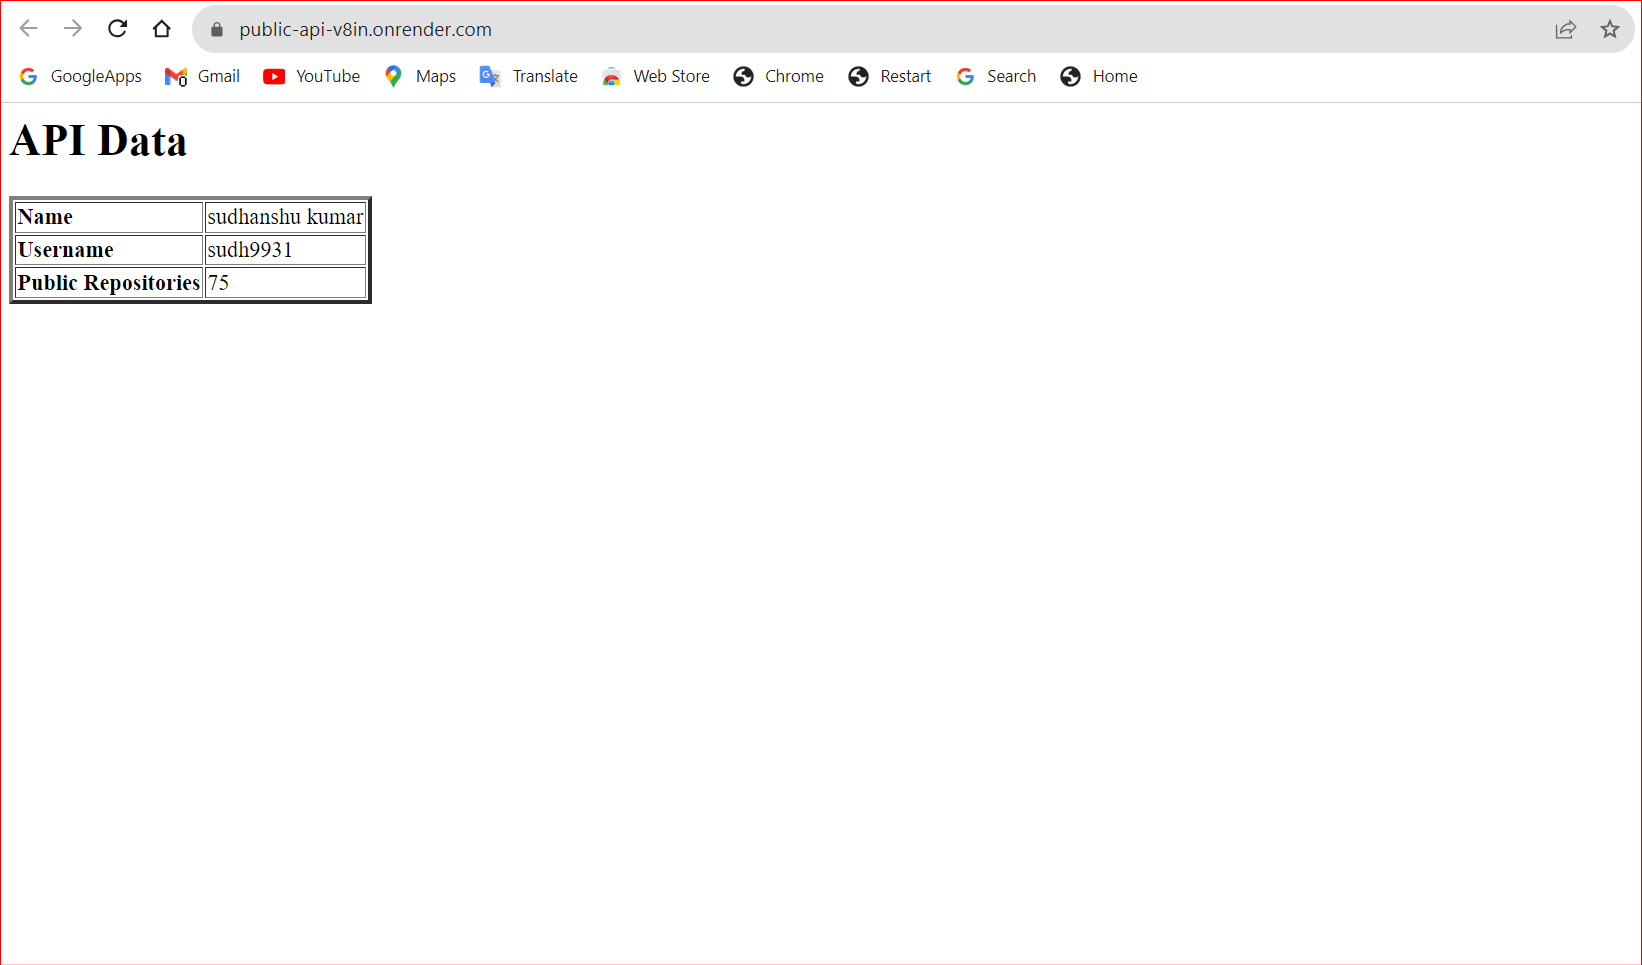 public-api-v8in.onrender.com
GoogleApps Gmail YouTube Maps Translate Web Store Chrome Restart Search Home
API Data
Name sudhanshu kumar
Username sudh9931
Public Repositories 75